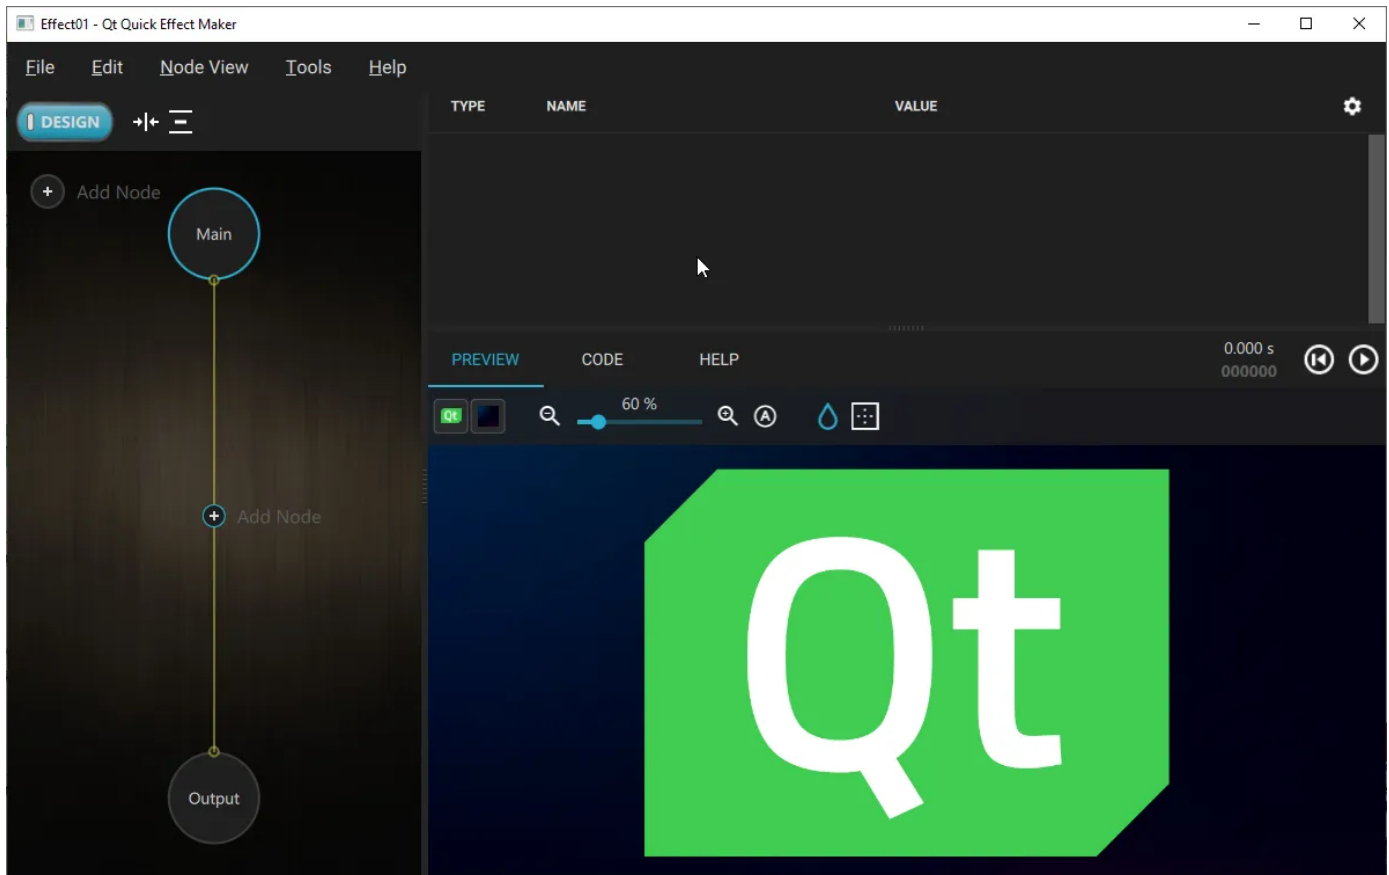 Effect01 - Qt Quick Effect Maker
File Edit Node View Tools Help
DESIGN
TYPE NAME VALUE
Add Node
Main
Add Node
Output
PREVIEW CODE HELP
0.000 s
000000
Qt
60 %
A
Qt